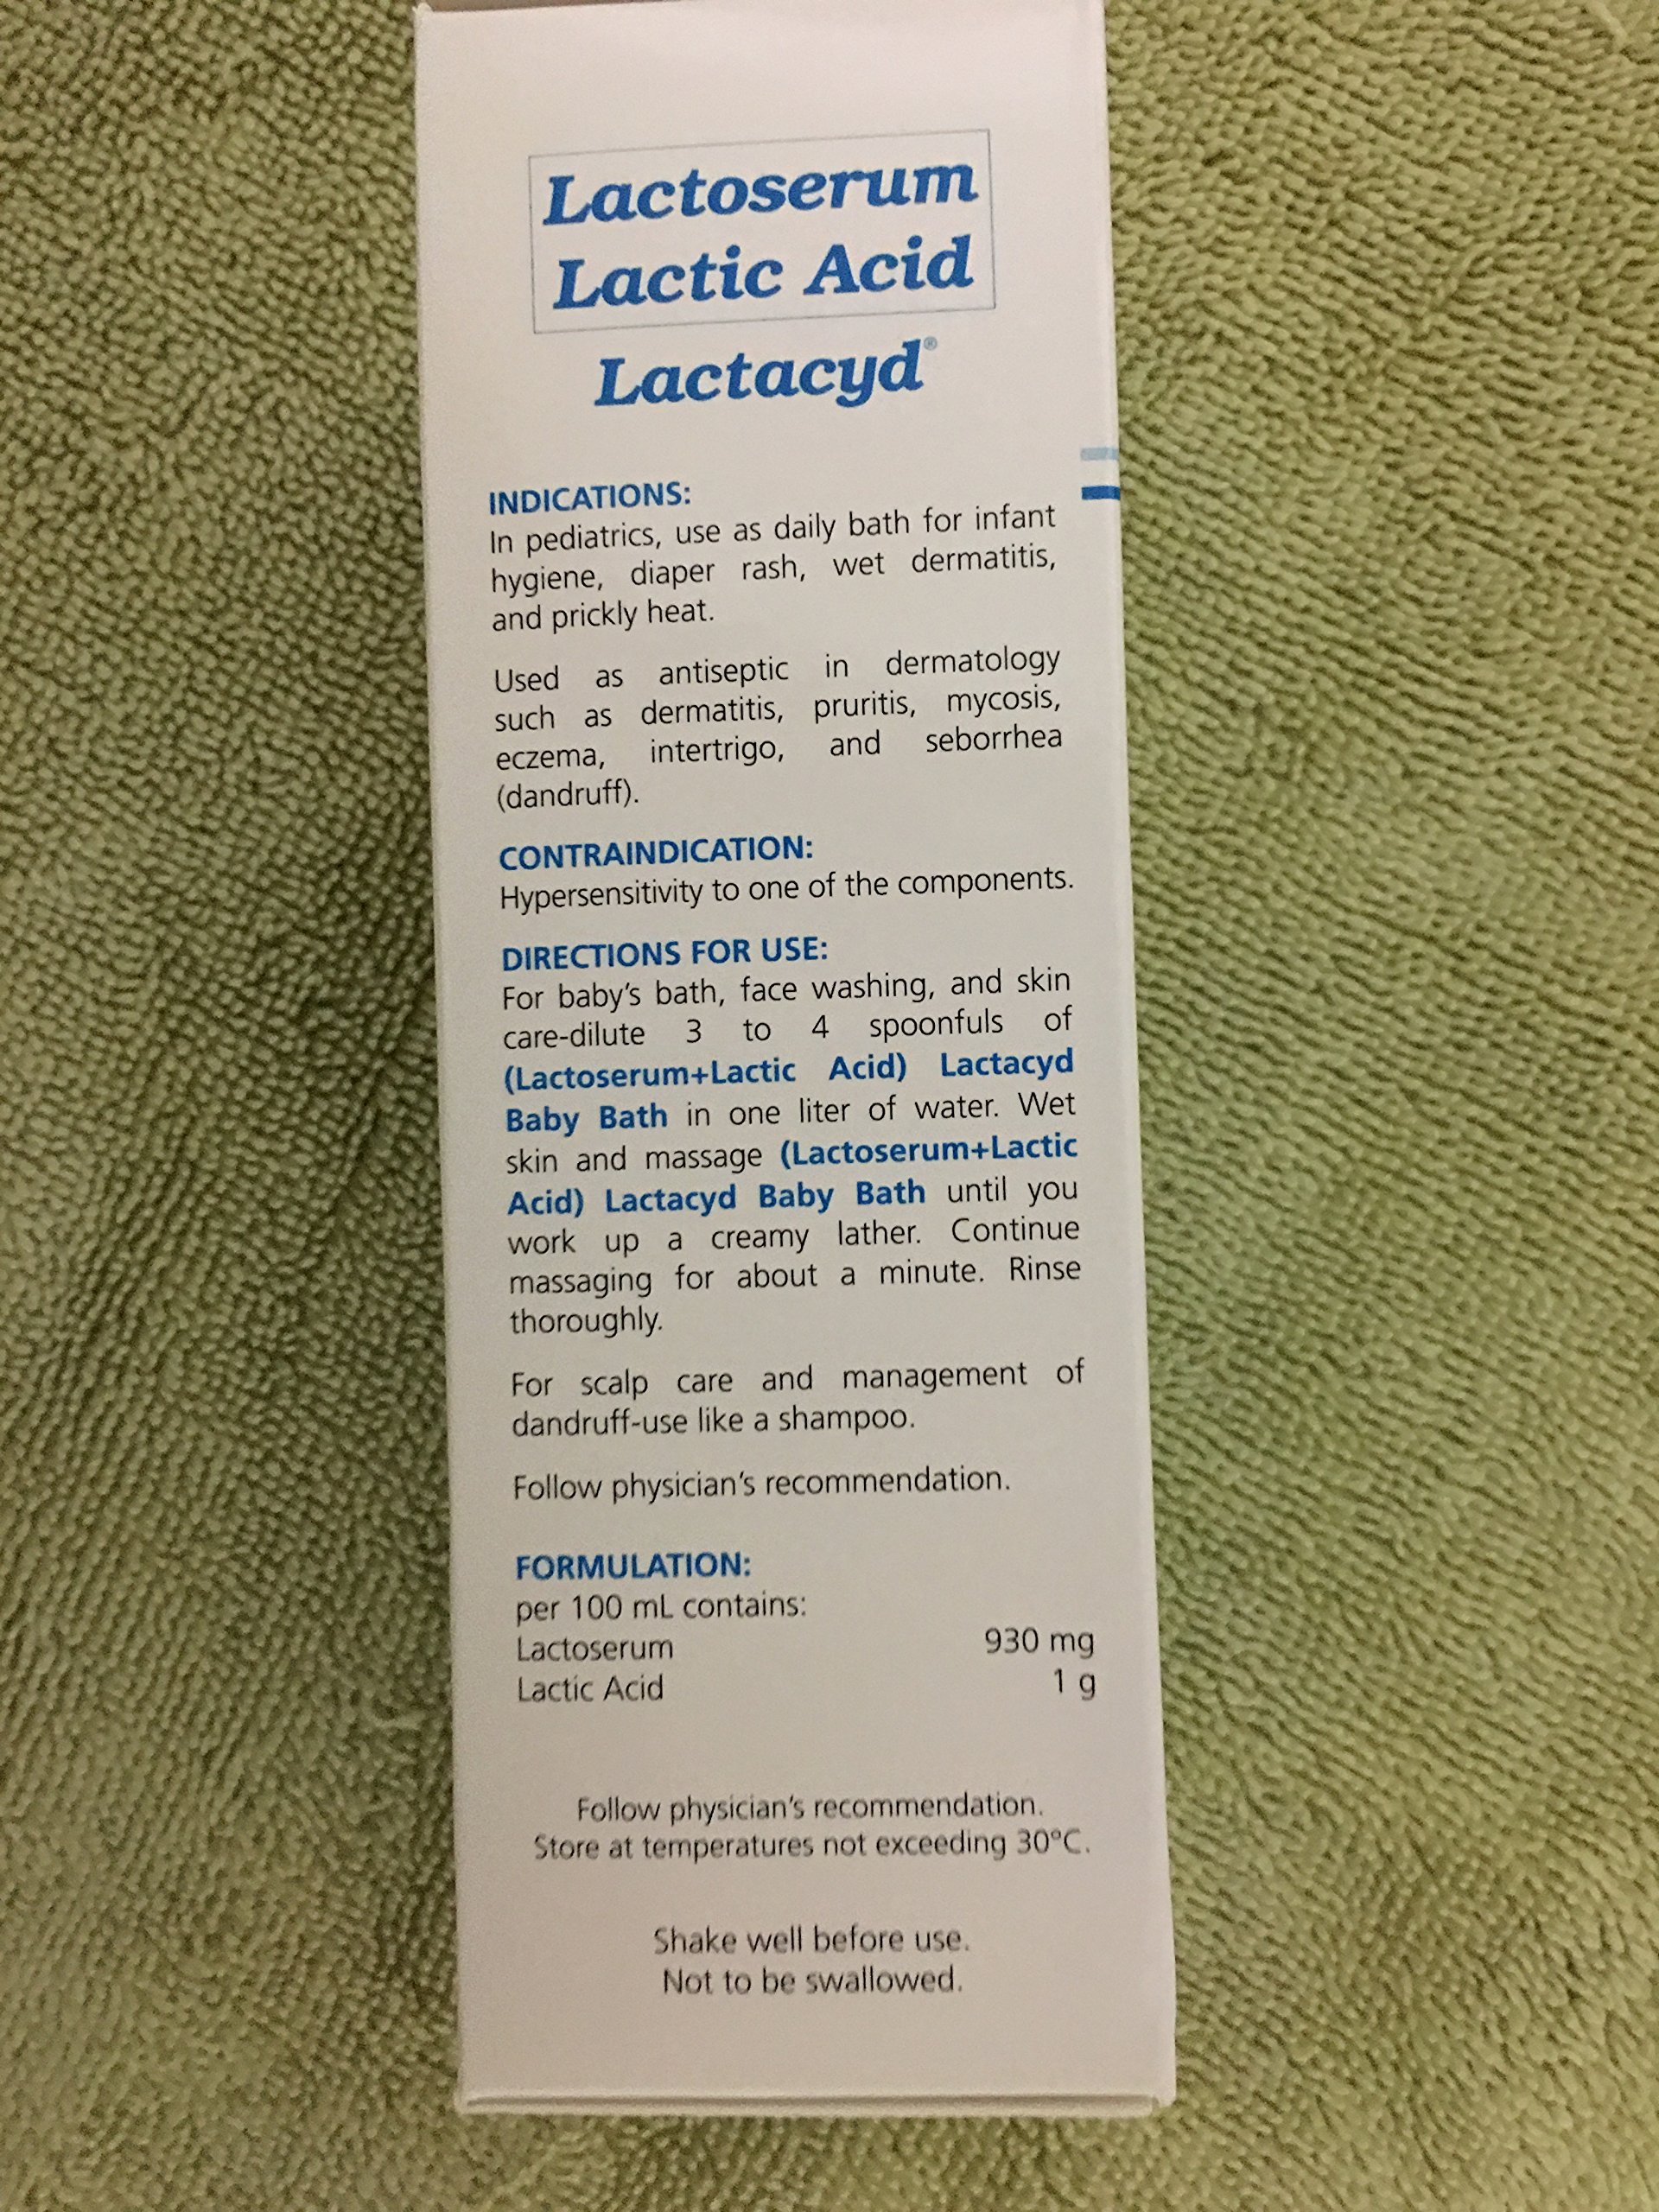 Lactoserum
Lactic Acid
Lactacyd®
INDICATIONS:
In pediatrics, use as daily bath for infant
hygiene, diaper rash, wet dermatitis,
and prickly heat.
Used as antiseptic in dermatology
such as dermatitis, pruritis, mycosis,
eczema, intertrigo, and seborrhea
(dandruff).
CONTRAINDICATION:
Hypersensitivity to one of the components.
DIRECTIONS FOR USE:
For baby's bath, face washing, and skin
care-dilute 3 to 4 spoonfuls of
(Lactoserum+Lactic Acid) Lactacyd
Baby Bath in one liter of water. Wet
skin and massage (Lactoserum+Lactic
Acid) Lactacyd Baby Bath until you
work up a creamy lather. Continue
massaging for about a minute. Rinse
thoroughly.
For scalp care and management of
dandruff-use like a shampoo.
Follow physician's recommendation.
FORMULATION:
per 100 mL contains:
Lactoserum 930 mg
Lactic Acid 1 g
Follow physician's recommendation.
Store at temperatures not exceeding 30°C.
Shake well before use.
Not to be swallowed.